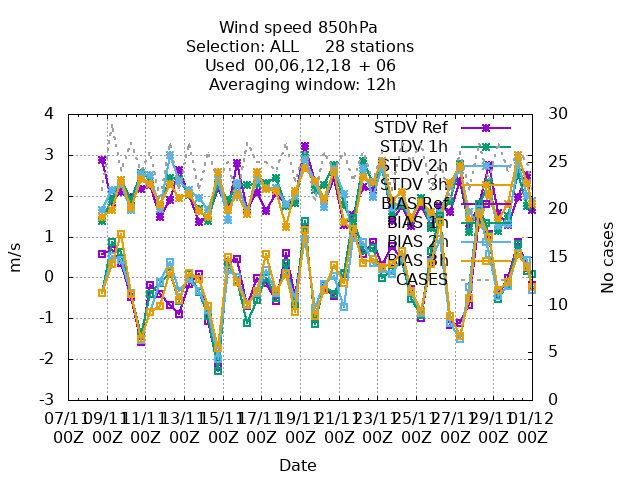 Wind speed 850hPa
Selection: ALL 28 stations
Used 00,06,12,18 + 06
Averaging window: 12h
4
3
2
1
0
-1
-2
-3
m/s
30
25
20
15
10
5
0
No cases
STDV Ref
STDV 1h
STDV 2h
STDV 3h
BIAS Ref
BIAS 1h
BIAS 2h
BIAS 3h
CASES
07/11 09/11 11/11 13/11 15/11 17/11 19/11 21/11 23/11 25/11 27/11 29/11 01/12
00Z 00Z 00Z 00Z 00Z 00Z 00Z 00Z 00Z 00Z 00Z 00Z 00Z
Date